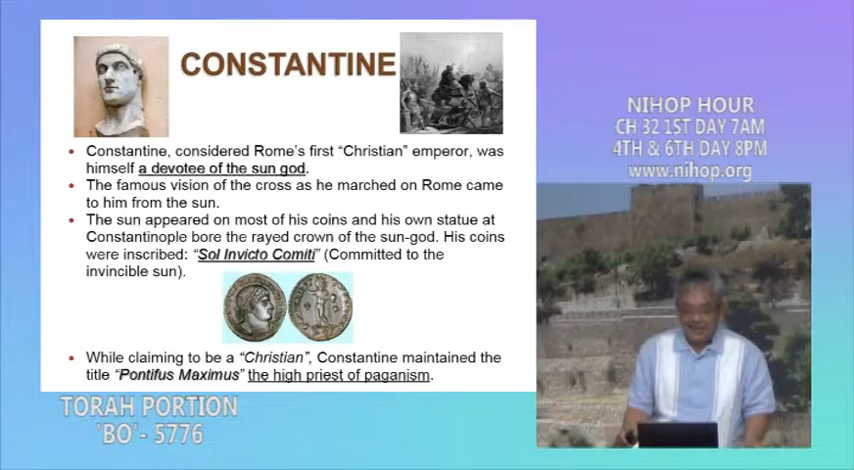 CONSTANTINE
• Constantine, considered Rome's first "Christian" emperor, was
himself a devotee of the sun god.
• The famous vision of the cross as he marched on Rome came
to him from the sun.
• The sun appeared on most of his coins and his own statue at
Constantinople bore the rayed crown of the sun-god. His coins
were inscribed: "Sol Invicto Comiti" (Committed to the
invincible sun).
• While claiming to be a "Christian", Constantine maintained the
title "Pontifus Maximus" the high priest of paganism.
NIHOP HOUR
CH 32 1ST DAY 7AM
4TH & 6TH DAY 8PM
www.nihop.org
TORAH PORTION
'BO'- 5776